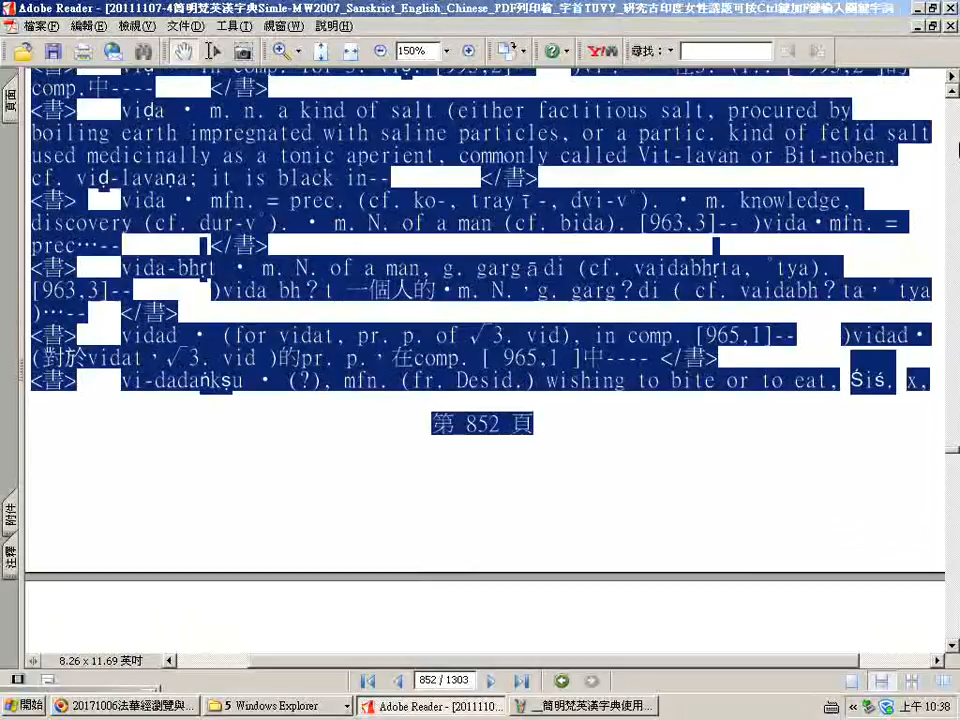 Adobe Reader - [20111107-4簡明梵英漢字典Simle-MW2007_Sanskrict_English_Chinese_PDF列印檔_字首TUVY_研究古印度女性議題可按Ctrl鍵加F鍵輸入關鍵字詞
檔案(F) 編輯(E) 檢視(V) 文件(D) 工具(T) 視窗(W) 說明(H)
150% 尋找:
comp.中---- </書>
<書> viḍa • m. n. a kind of salt (either factitious salt, procured by
boiling earth impregnated with saline particles, or a partic. kind of fetid salt
used medicinally as a tonic aperient, commonly called Vit-lavan or Bit-noben,
cf. viḍ-lavaṇa; it is black in-- </書>
<書> vida • mfn. = prec. (cf. ko-, trayī-, dvi-v°). • m. knowledge,
discovery (cf. dur-v°). • m. N. of a man (cf. bida). [963,3]-- )vida•mfn. =
prec…-- </書>
<書> vida-bhṛt • m. N. of a man, g. gargādi (cf. vaidabhṛta, °tya).
[963,3]-- )vida bh?t 一個人的•m. N.，g. garg?di ( cf. vaidabh?ta，°tya
)…-- </書>
<書> vidad • (for vidat, pr. p. of √3. vid), in comp. [965,1]-- )vidad•
(對於vidat，√3. vid )的pr. p.，在comp. [ 965,1 ]中---- </書>
<書> vi-dadaṅkṣu • (?), mfn. (fr. Desid.) wishing to bite or to eat, Śiś. x,
第 852 頁
頁面
附件
注釋
8.26 x 11.69 英吋
852 / 1303
開始 20171006法華經瀏覽與... 5 Windows Explorer Adobe Reader - [2011110... __簡明梵英漢字典使用... 上午 10:38